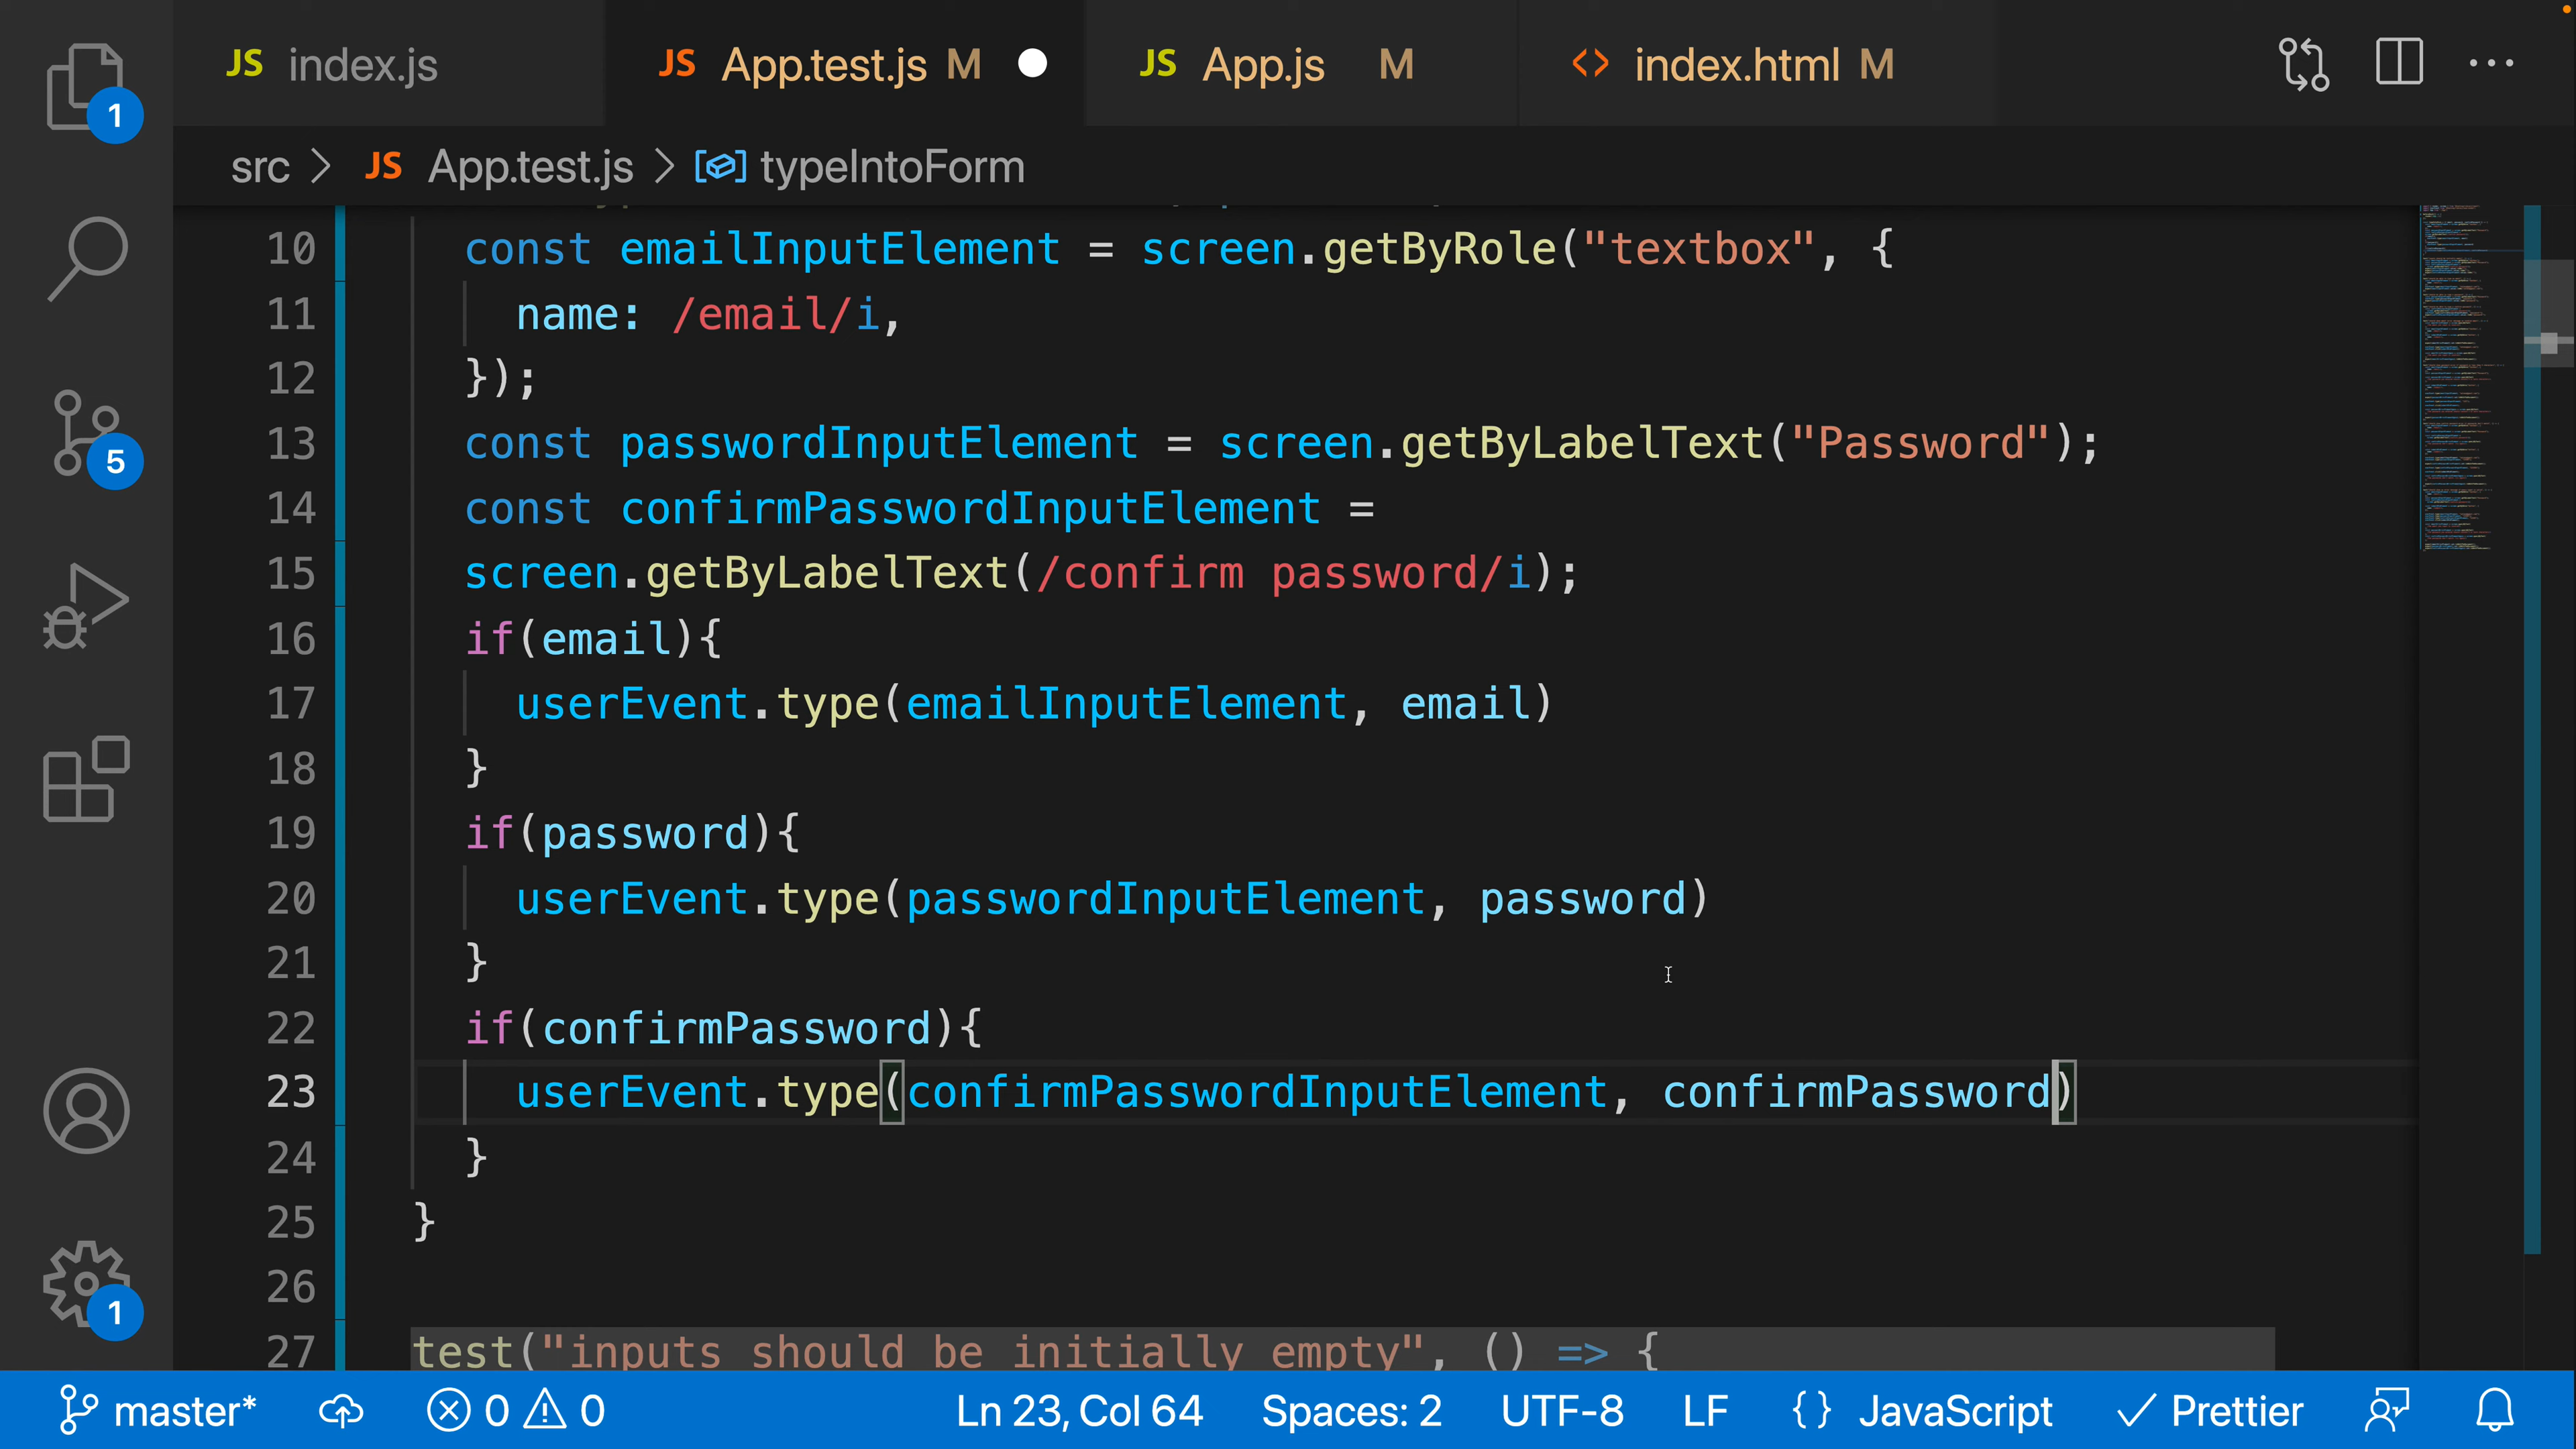 JS index.js JS App.test.js M JS App.js M <> index.html M
src > JS App.test.js > typeIntoForm
10 const emailInputElement = screen.getByRole("textbox", {
11 name: /email/i,
12 });
13 const passwordInputElement = screen.getByLabelText("Password");
14 const confirmPasswordInputElement =
15 screen.getByLabelText(/confirm password/i);
16 if(email){
17 userEvent.type(emailInputElement, email)
18 }
19 if(password){
20 userEvent.type(passwordInputElement, password)
21 }
22 if(confirmPassword){
23 userEvent.type(confirmPasswordInputElement, confirmPassword)
24 }
25 }
26
27 test("inputs should be initially empty", () => {
1
5
1
master* 0 0 Ln 23, Col 64 Spaces: 2 UTF-8 LF {} JavaScript Prettier